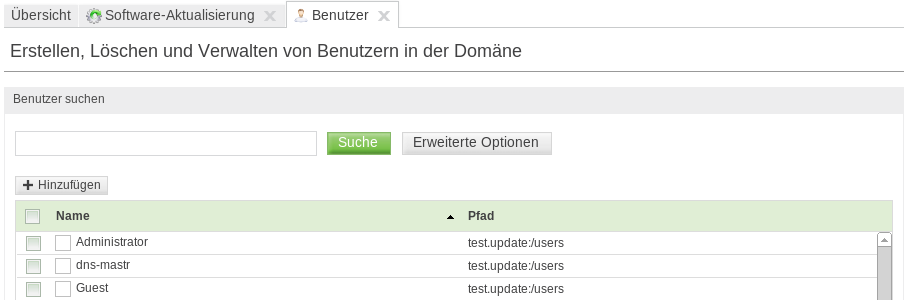 Übersicht Software-Aktualisierung Benutzer
Erstellen, Löschen und Verwalten von Benutzern in der Domäne
Benutzer suchen
Suche Erweiterte Optionen
Hinzufügen
Name Pfad
Administrator test.update:/users
dns-mastr test.update:/users
Guest test.update:/users